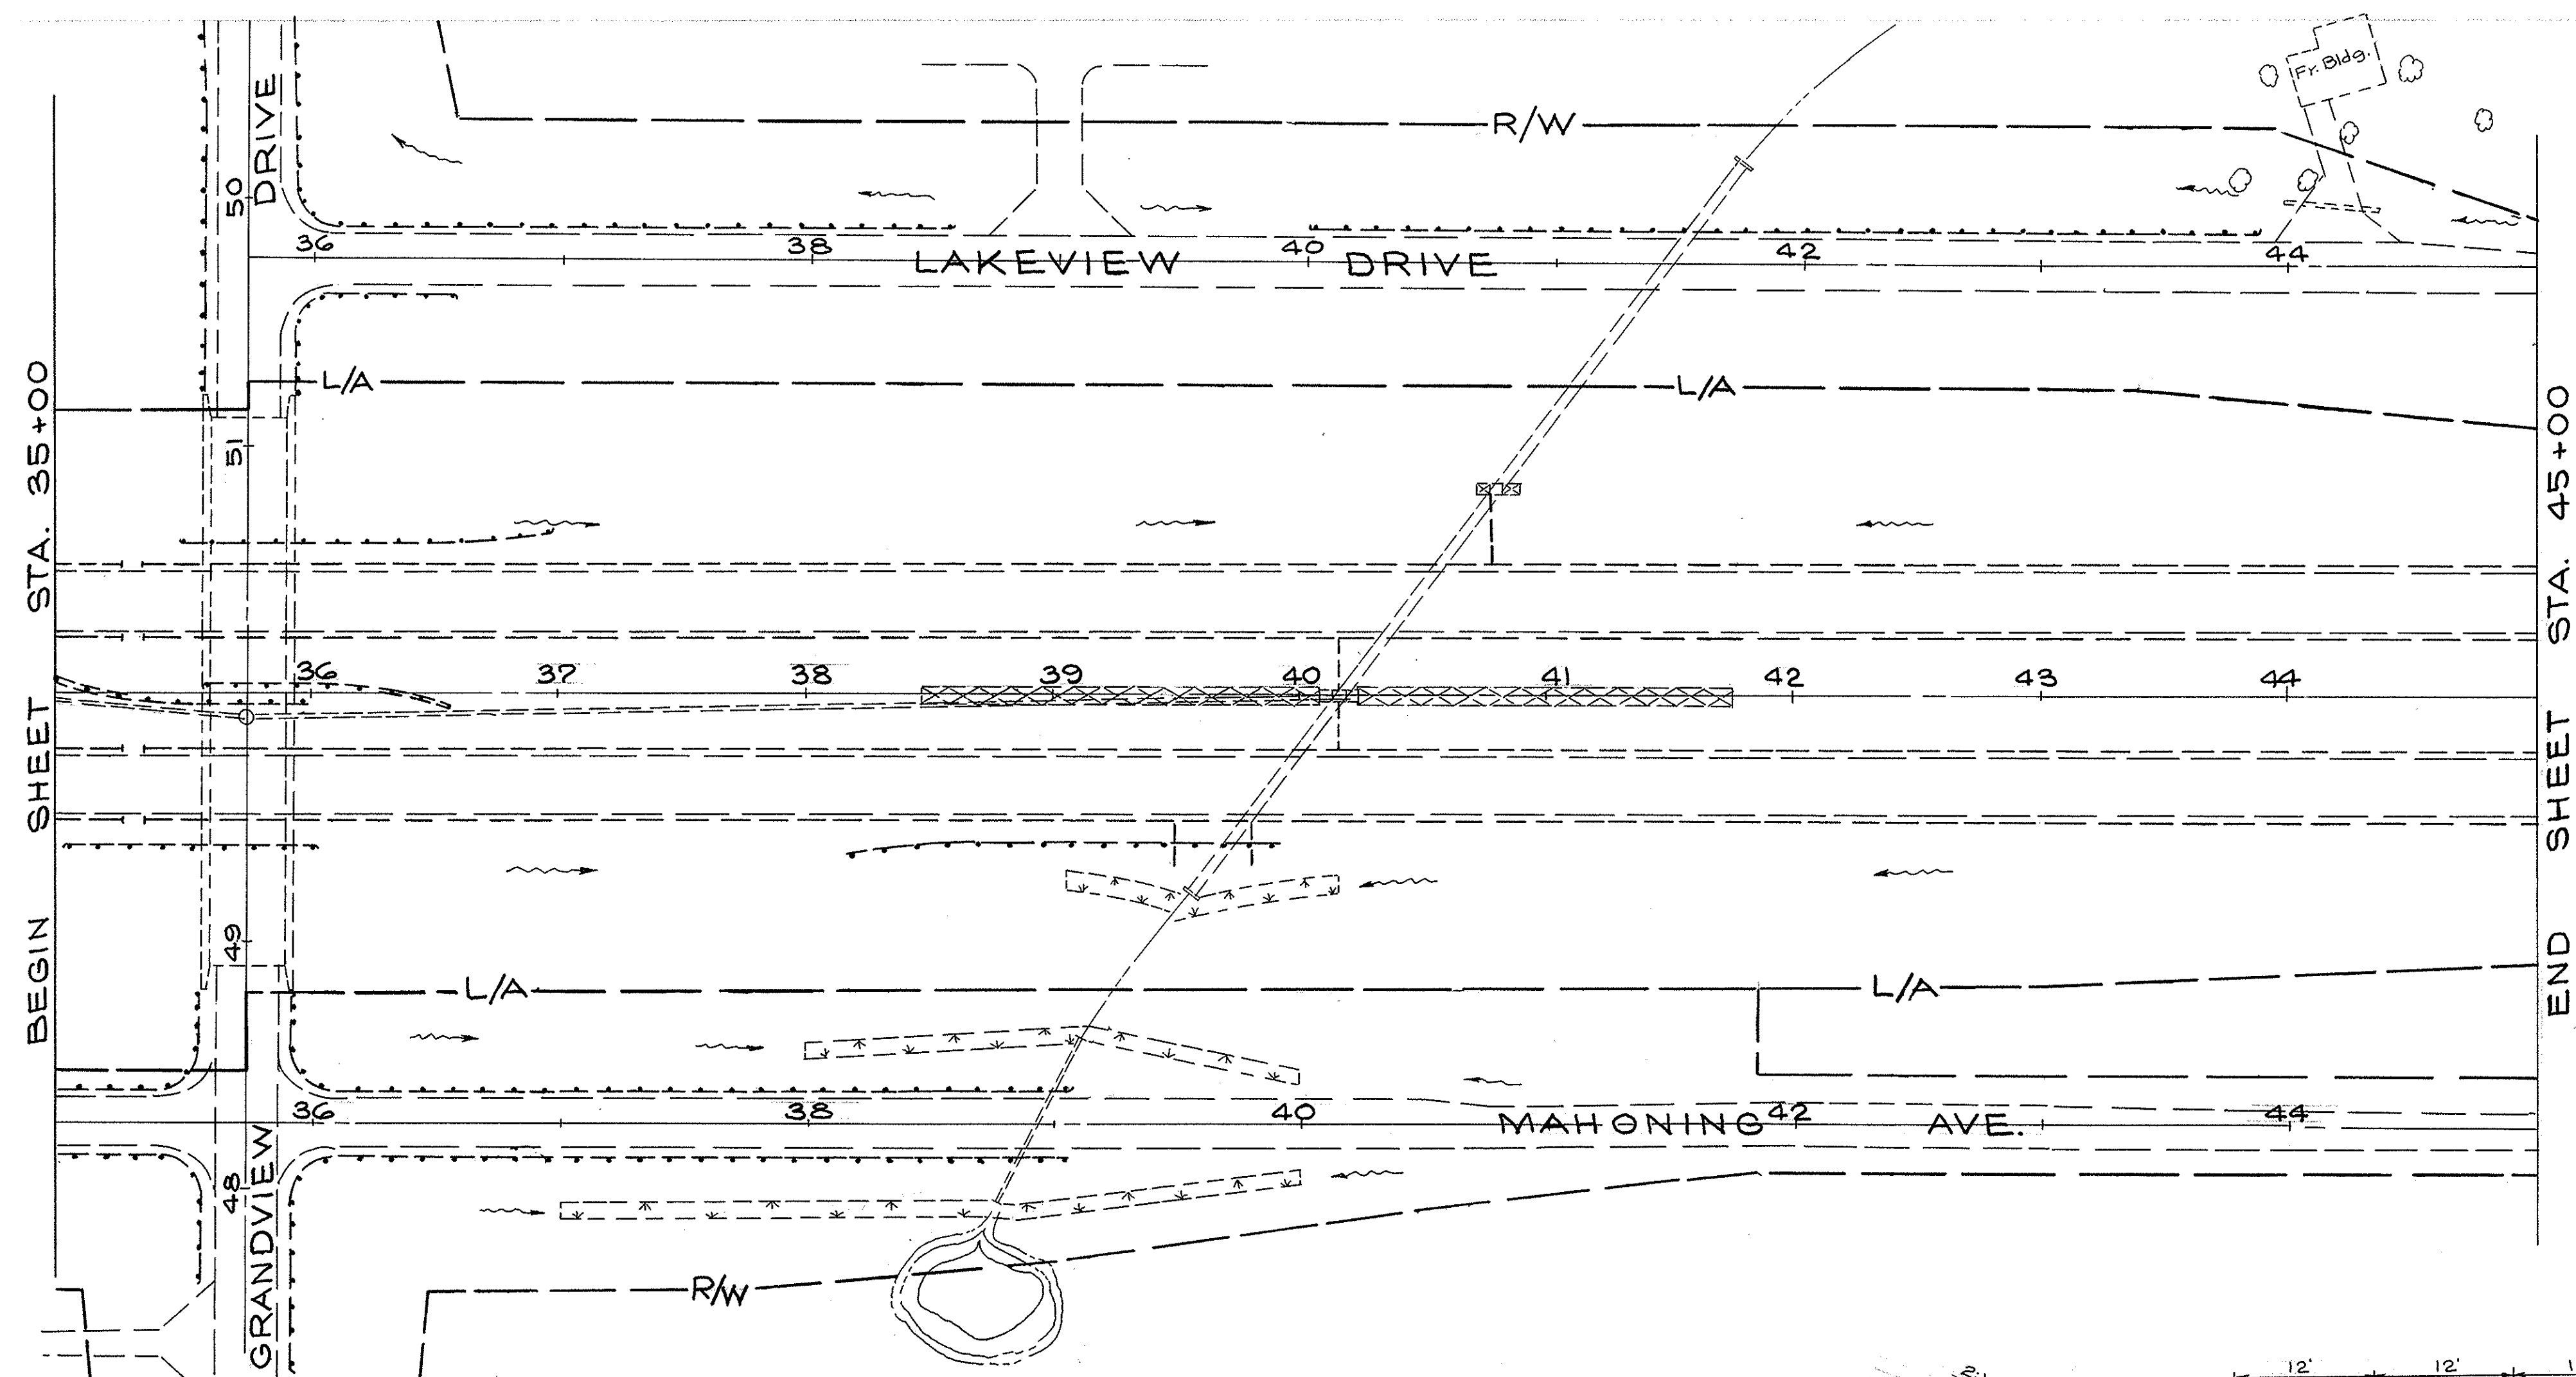 Fr. Bldg.
DRIVE
50
R/W
36 38 40 42 44
LAKEVIEW DRIVE
L/A L/A
51
BEGIN SHEET STA. 35+00
END SHEET STA. 45+00
36 37 38 39 40 41 42 43 44
49
L/A L/A
36 38 40 42 44
MAHONING AVE.
48
GRANDVIEW
R/W
12' 12'